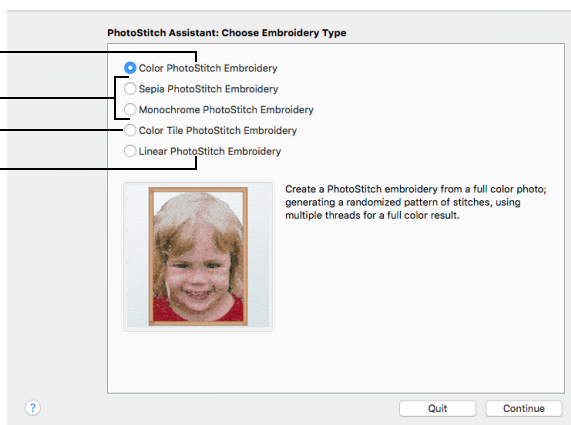 PhotoStitch Assistant: Choose Embroidery Type
Color PhotoStitch Embroidery
Sepia PhotoStitch Embroidery
Monochrome PhotoStitch Embroidery
Color Tile PhotoStitch Embroidery
Linear PhotoStitch Embroidery
Create a PhotoStitch embroidery from a full color photo;
generating a randomized pattern of stitches, using
multiple threads for a full color result.
?
Quit
Continue